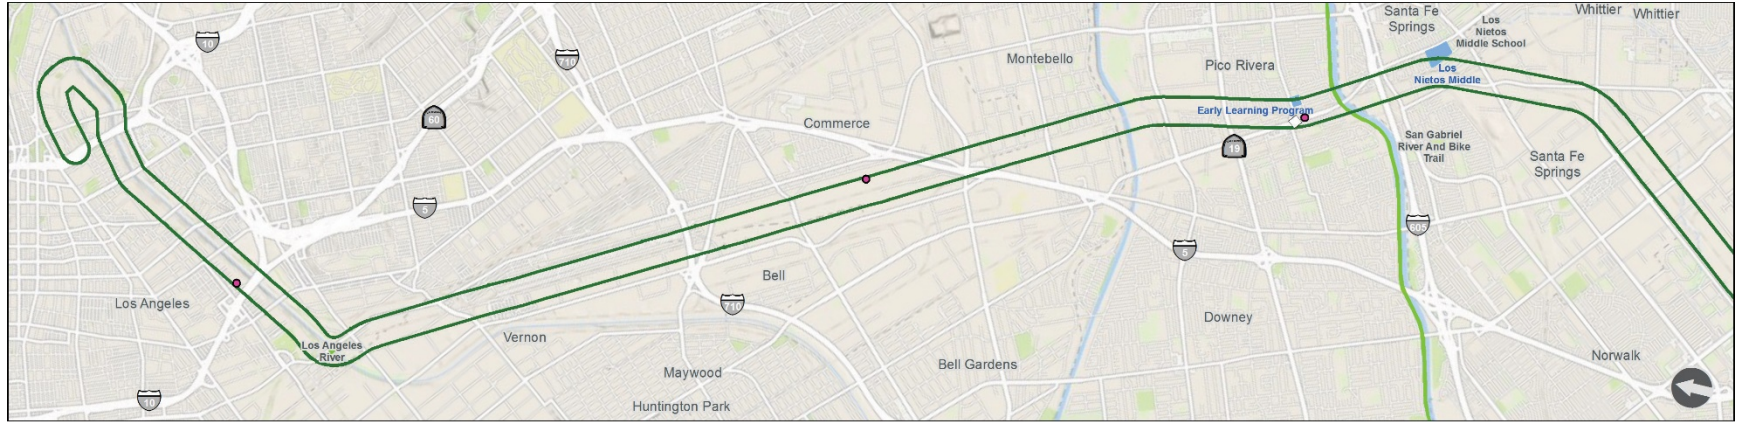 Santa Fe
Springs
Whittier
Whittier
Los
Nietos
Middle School
10
710
Montebello
Pico Rivera
Los
Nietos Middle
60
Commerce
Early Learning Program
19
San Gabriel
River And Bike
Trail
Santa Fe
Springs
5
605
5
Bell
Los Angeles
710
Downey
Vernon
Los Angeles
River
Norwalk
Bell Gardens
Maywood
10
Huntington Park